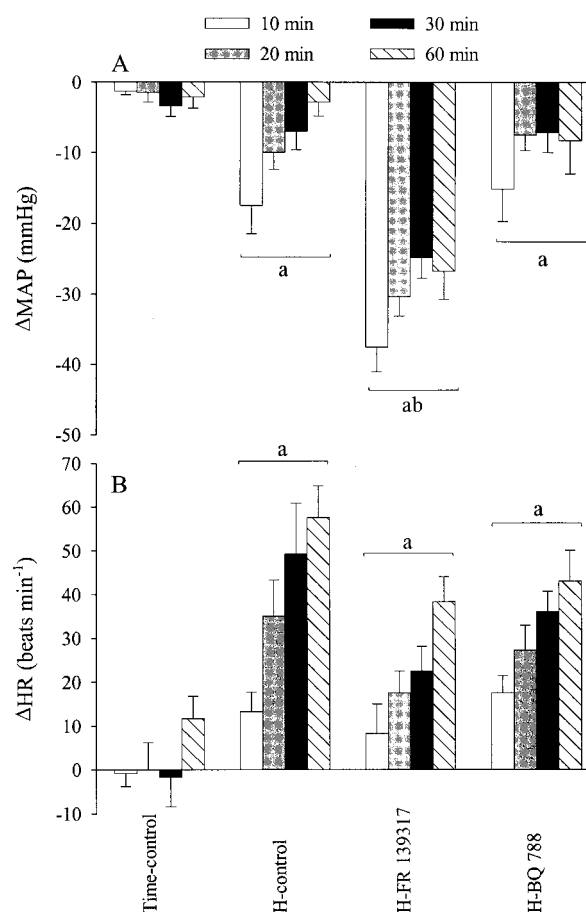 10 min 30 min
20 min 60 min
A
0
-10
-20
-30
-40
-50
ΔMAP (mmHg)
a
ab
a
B
70
60
50
40
30
20
10
0
-10
ΔHR (beats min⁻¹)
a
a
a
Time-control
H-control
H-FR 139317
H-BQ 788